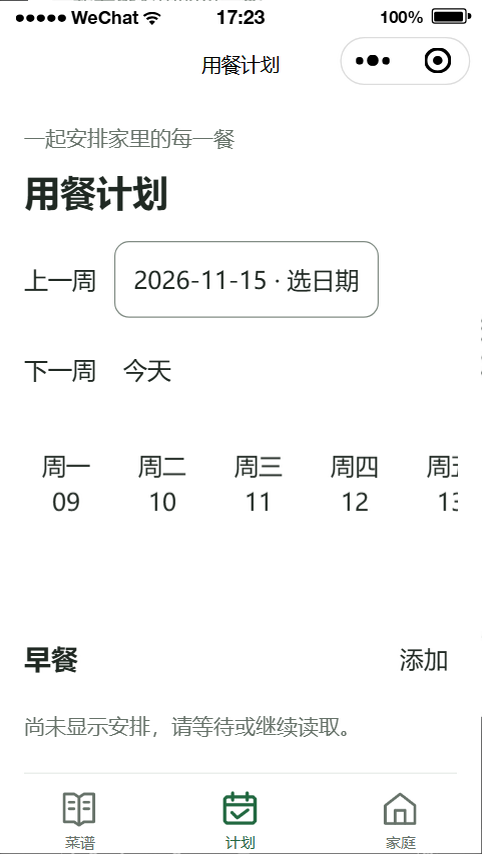 WeChat 17:23 100%
用餐计划
一起安排家里的每一餐
用餐计划
上一周 2026-11-15 · 选日期
下一周 今天
周一 周二 周三 周四 周五
09 10 11 12 13
早餐 添加
尚未显示安排，请等待或继续读取。
菜谱 计划 家庭